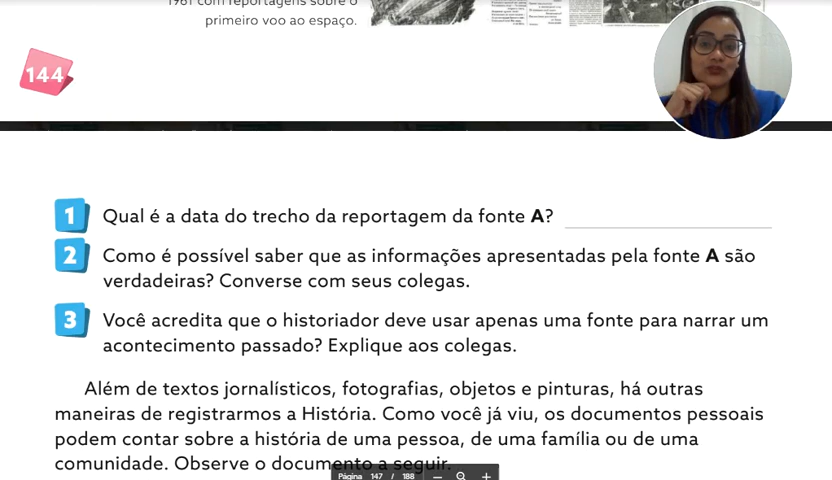 1961 com reportagens sobre o
primeiro voo ao espaço.
144
1 Qual é a data do trecho da reportagem da fonte A?
2 Como é possível saber que as informações apresentadas pela fonte A são
verdadeiras? Converse com seus colegas.
3 Você acredita que o historiador deve usar apenas uma fonte para narrar um
acontecimento passado? Explique aos colegas.
Além de textos jornalísticos, fotografias, objetos e pinturas, há outras
maneiras de registrarmos a História. Como você já viu, os documentos pessoais
podem contar sobre a história de uma pessoa, de uma família ou de uma
comunidade. Observe o documento a seguir.
Página 147 / 188